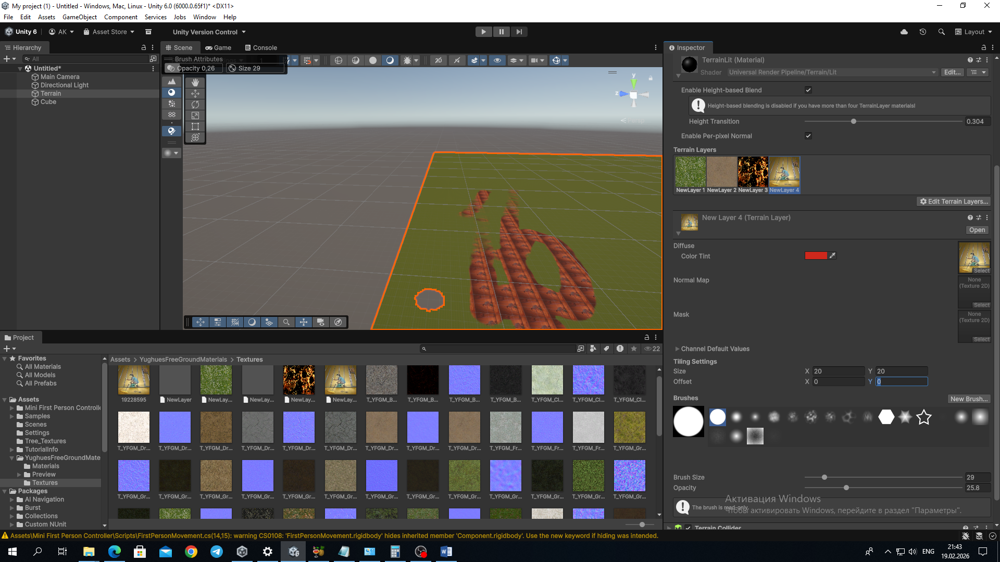 My project (1) - Untitled - Windows, Mac, Linux - Unity 6.0 (6000.0.65f1)* <DX11>
File Edit Assets GameObject Component Services Jobs Window Help
Unity 6 AK Asset Store Unity Version Control Layout
Hierarchy
All
Untitled*
Main Camera
Directional Light
Terrain
Cube
Scene Game Console
Brush Attributes
Opacity 0,26 Size 29
2D
y
z
Inspector
TerrainLit (Material)
Shader Universal Render Pipeline/Terrain/Lit Edit...
Enable Height-based Blend
Height-based blending is disabled if you have more than four TerrainLayer materials!
Height Transition 0.304
Enable Per-pixel Normal
Terrain Layers
NewLayer 1 NewLayer 2 NewLayer 3 NewLayer 4
Edit Terrain Layers...
New Layer 4 (Terrain Layer)
Open
Diffuse
Color Tint
Select
Normal Map
None
(Texture 2D)
Select
Mask
None
(Texture 2D)
Select
Channel Default Values
Tiling Settings
Size X 20 Y 20
Offset X 0 Y 0
Brushes New Brush...
Brush Size 29
Opacity 25.8
The brush is read-only.
Активация Windows
Чтобы активировать Windows, перейдите в раздел "Параметры".
Terrain Collider
Project
22
Favorites
All Materials
All Models
All Prefabs
Assets
Mini First Person Controlle
Samples
Scenes
Settings
Tree_Textures
TutorialInfo
YughuesFreeGroundMate
Materials
Preview
Textures
Packages
AI Navigation
Burst
Collections
Custom NUnit
Assets > YughuesFreeGroundMaterials > Textures
19228595 NewLayer NewLay... NewLay... NewLay... NewLay... T_YFGM_B... T_YFGM_B... T_YFGM_B... T_YFGM_B... T_YFGM_Cl... T_YFGM_Cl... T_YFGM_Cl...
T_YFGM_Dr... T_YFGM_Dr... T_YFGM_Dr... T_YFGM_Dr... T_YFGM_Dr... T_YFGM_Dr... T_YFGM_Dr... T_YFGM_Dr... T_YFGM_Dr... T_YFGM_Fr... T_YFGM_Fr... T_YFGM_Fr... T_YFGM_Gr...
T_YFGM_Gr... T_YFGM_Gr... T_YFGM_Gr... T_YFGM_Gr... T_YFGM_Gr... T_YFGM_Gr... T_YFGM_Gr... T_YFGM_Gr... T_YFGM_Gr... T_YFGM_Gr... T_YFGM_Gr... T_YFGM_Gr... T_YFGM_Gr...
Assets\Mini First Person Controller\Scripts\FirstPersonMovement.cs(14,15): warning CS0108: 'FirstPersonMovement.rigidbody' hides inherited member 'Component.rigidbody'. Use the new keyword if hiding was intended.
ENG
21:43
19.02.2026